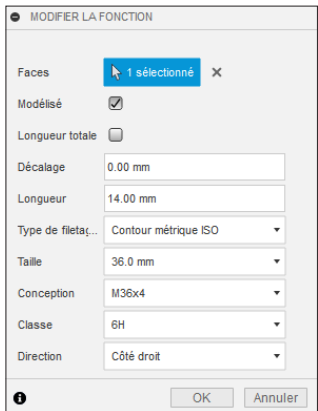 MODIFIER LA FONCTION
Faces 1 sélectionné
Modélisé
Longueur totale
Décalage 0.00 mm
Longueur 14.00 mm
Type de filetaç... Contour métrique ISO
Taille 36.0 mm
Conception M36x4
Classe 6H
Direction Côté droit
OK Annuler